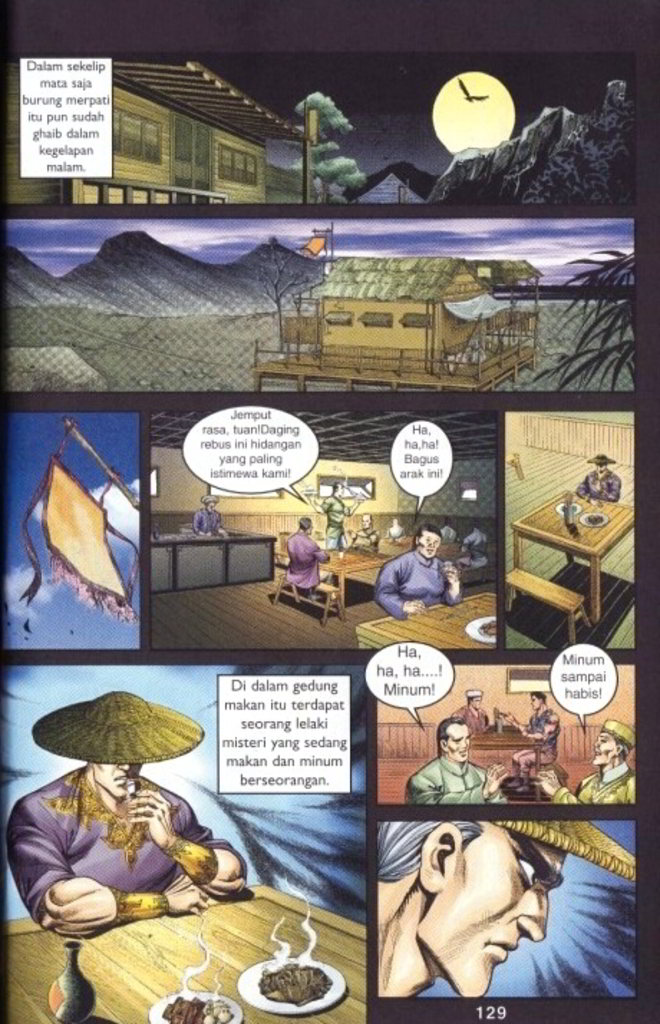 Dalam sekelip
mata saja
burung merpati
itu pun sudah
ghaib dalam
kegelapan
malam.
Jemput
rasa, tuan!Daging
rebus ini hidangan
yang paling
istimewa kami!
Ha,
ha,ha!
Bagus
arak ini!
Di dalam gedung
makan itu terdapat
seorang lelaki
misteri yang sedang
makan dan minum
berseorangan.
Ha,
ha, ha....!
Minum!
Minum
sampai
habis!
129